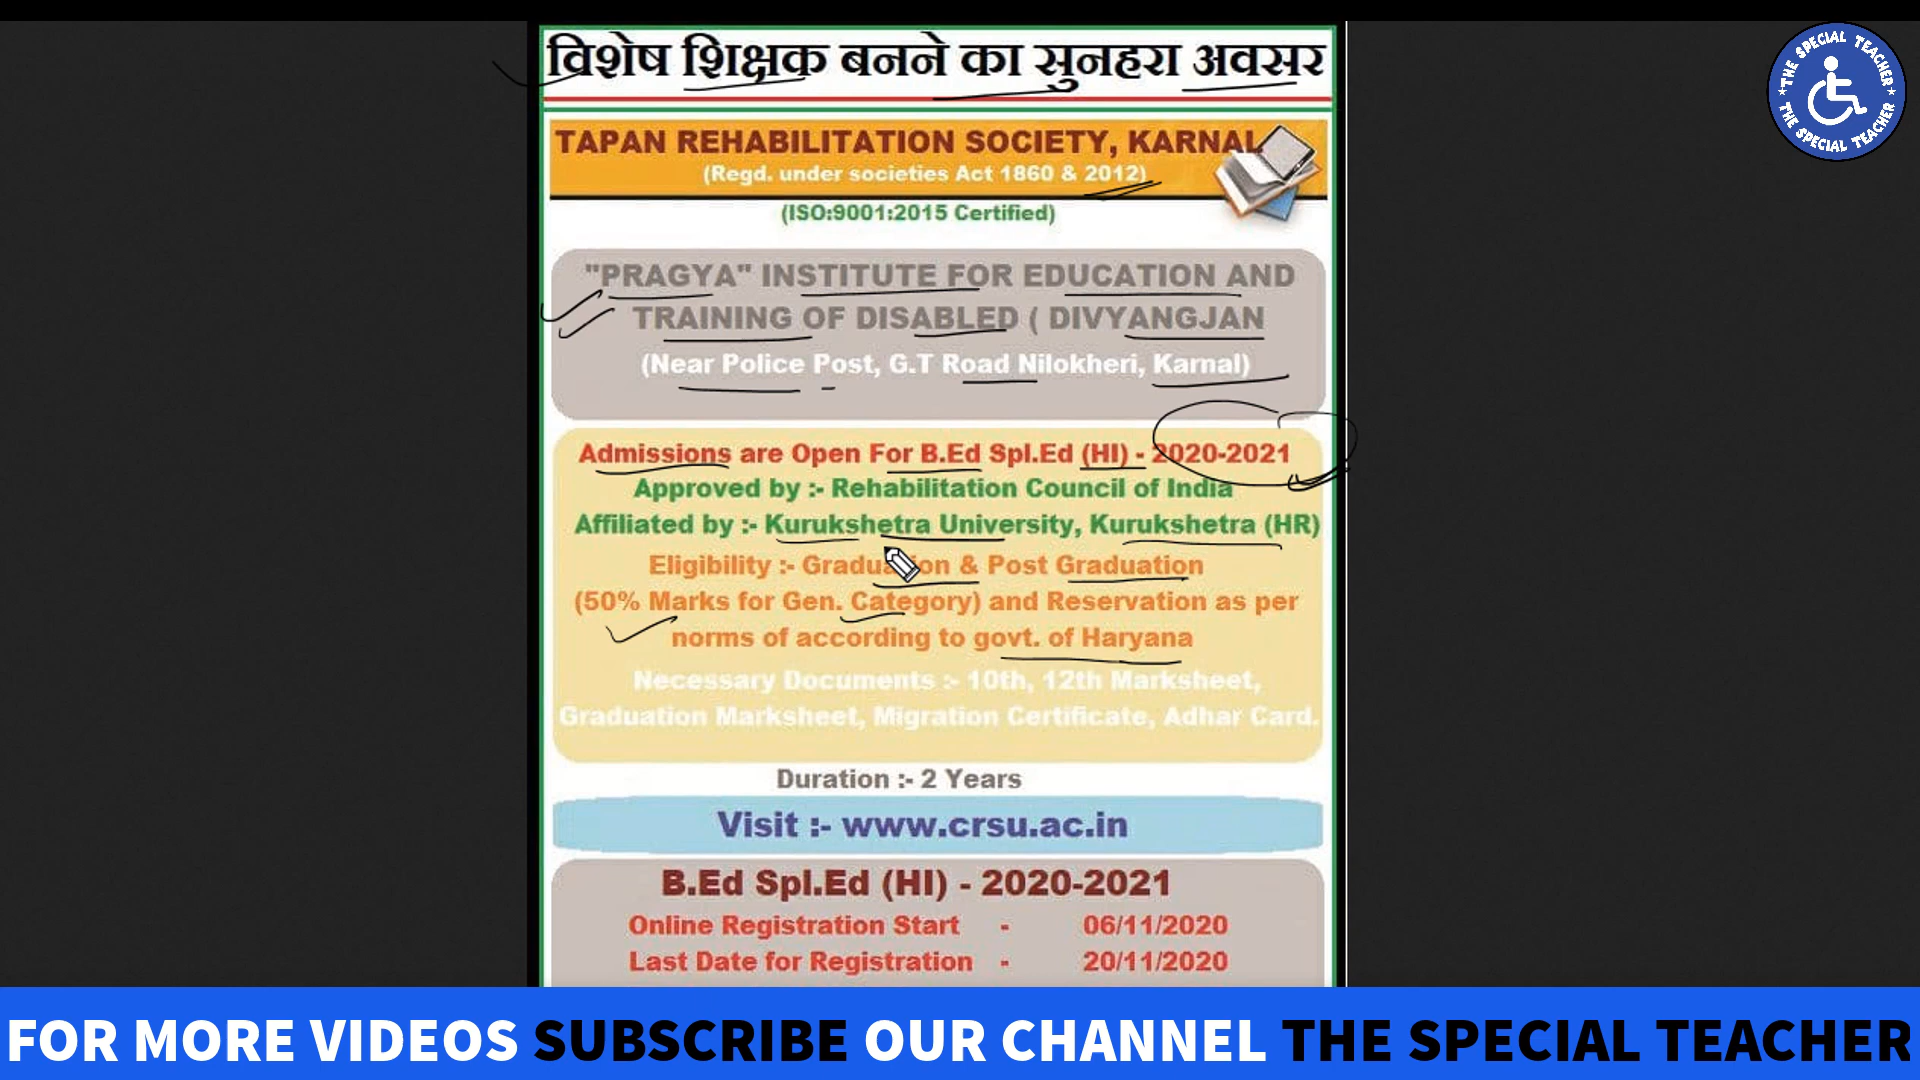 विशेष शिक्षक बनने का सुनहरा अवसर
TAPAN REHABILITATION SOCIETY, KARNAL
(Regd. under societies Act 1860 & 2012)
(ISO:9001:2015 Certified)
"PRAGYA" INSTITUTE FOR EDUCATION AND
TRAINING OF DISABLED ( DIVYANGJAN
(Near Police Post, G.T Road Nilokheri, Karnal)
Admissions are Open For B.Ed Spl.Ed (HI) - 2020-2021
Approved by :- Rehabilitation Council of India
Affiliated by :- Kurukshetra University, Kurukshetra (HR)
Eligibility :- Graduation & Post Graduation
(50% Marks for Gen. Category) and Reservation as per
norms of according to govt. of Haryana
Necessary Documents :- 10th, 12th Marksheet,
Graduation Marksheet, Migration Certificate, Adhar Card.
Duration :- 2 Years
Visit :- www.crsu.ac.in
B.Ed Spl.Ed (HI) - 2020-2021
Online Registration Start - 06/11/2020
Last Date for Registration - 20/11/2020
THE SPECIAL TEACHER
THE SPECIAL TEACHER
FOR MORE VIDEOS SUBSCRIBE OUR CHANNEL THE SPECIAL TEACHER